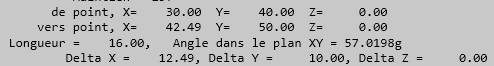 de point, X= 30.00 Y= 40.00 Z= 0.00
vers point, X= 42.49 Y= 50.00 Z= 0.00
Longueur = 16.00, Angle dans le plan XY = 57.0198g
Delta X = 12.49, Delta Y = 10.00, Delta Z = 0.00